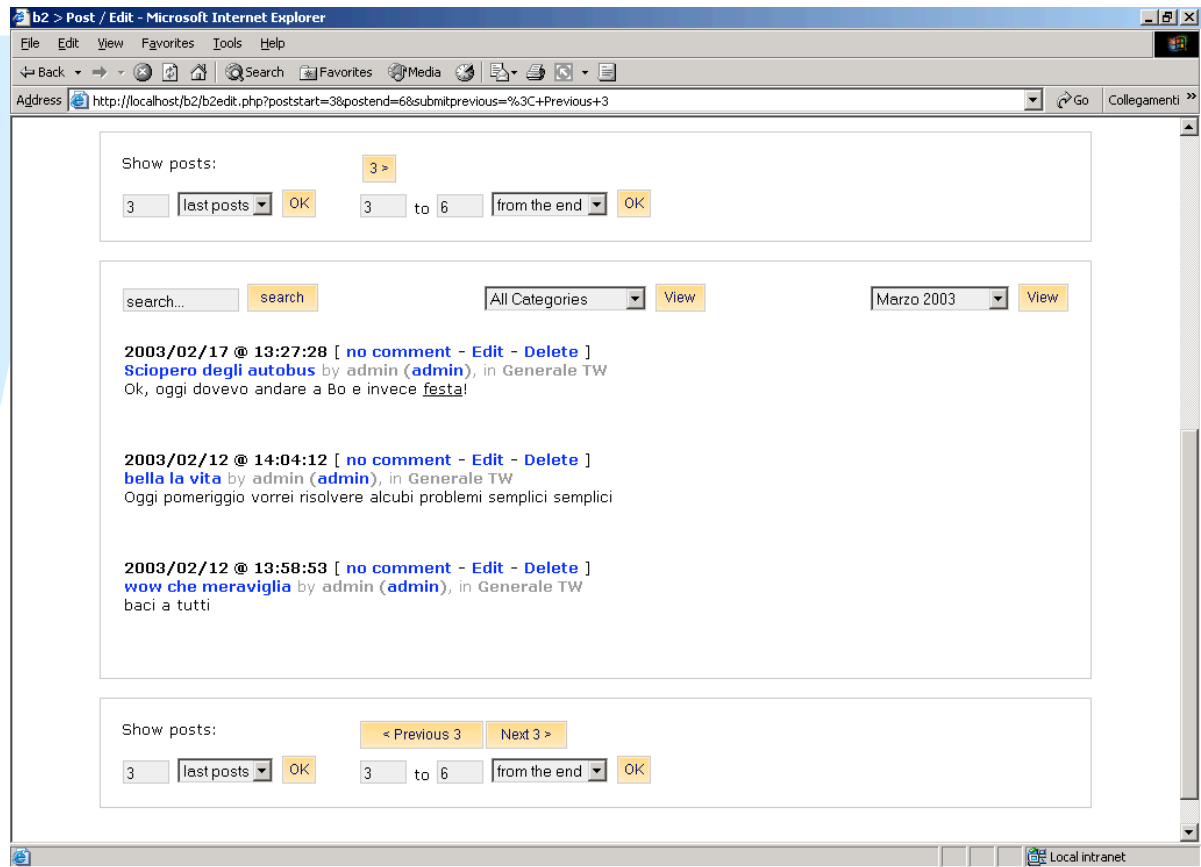 b2 > Post / Edit - Microsoft Internet Explorer
File Edit View Favorites Tools Help
Back Search Favorites Media
Address http://localhost/b2/b2edit.php?poststart=3&postend=6&submitprevious=%3C+Previous+3 Go Collegamenti »
Show posts: 3 >
3 last posts OK 3 to 6 from the end OK
search... search All Categories View Marzo 2003 View
2003/02/17 @ 13:27:28 [ no comment - Edit - Delete ]
Sciopero degli autobus by admin (admin), in Generale TW
Ok, oggi dovevo andare a Bo e invece festa!
2003/02/12 @ 14:04:12 [ no comment - Edit - Delete ]
bella la vita by admin (admin), in Generale TW
Oggi pomeriggio vorrei risolvere alcubi problemi semplici semplici
2003/02/12 @ 13:58:53 [ no comment - Edit - Delete ]
wow che meraviglia by admin (admin), in Generale TW
baci a tutti
Show posts: < Previous 3 Next 3 >
3 last posts OK 3 to 6 from the end OK
Local intranet